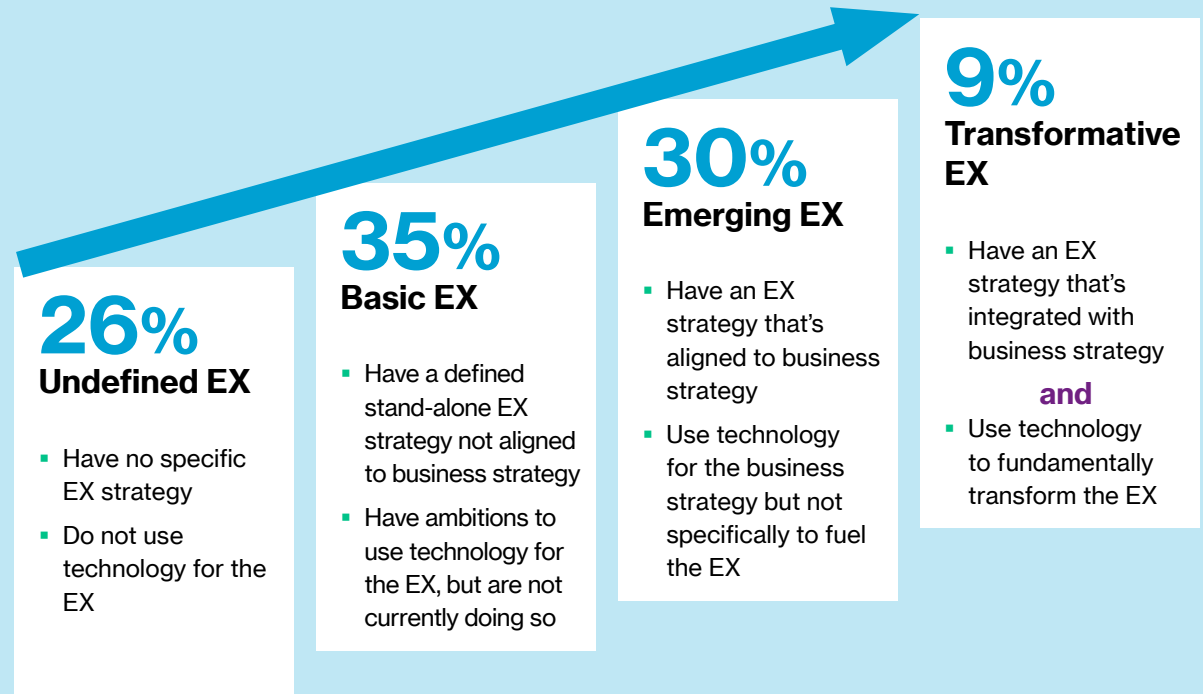 26%
Undefined EX
▪ Have no specific
EX strategy
▪ Do not use
technology for the
EX
35%
Basic EX
▪ Have a defined
stand-alone EX
strategy not aligned
to business strategy
▪ Have ambitions to
use technology for
the EX, but are not
currently doing so
30%
Emerging EX
▪ Have an EX
strategy that's
aligned to business
strategy
▪ Use technology
for the business
strategy but not
specifically to fuel
the EX
9%
Transformative
EX
▪ Have an EX
strategy that's
integrated with
business strategy
and
▪ Use technology
to fundamentally
transform the EX